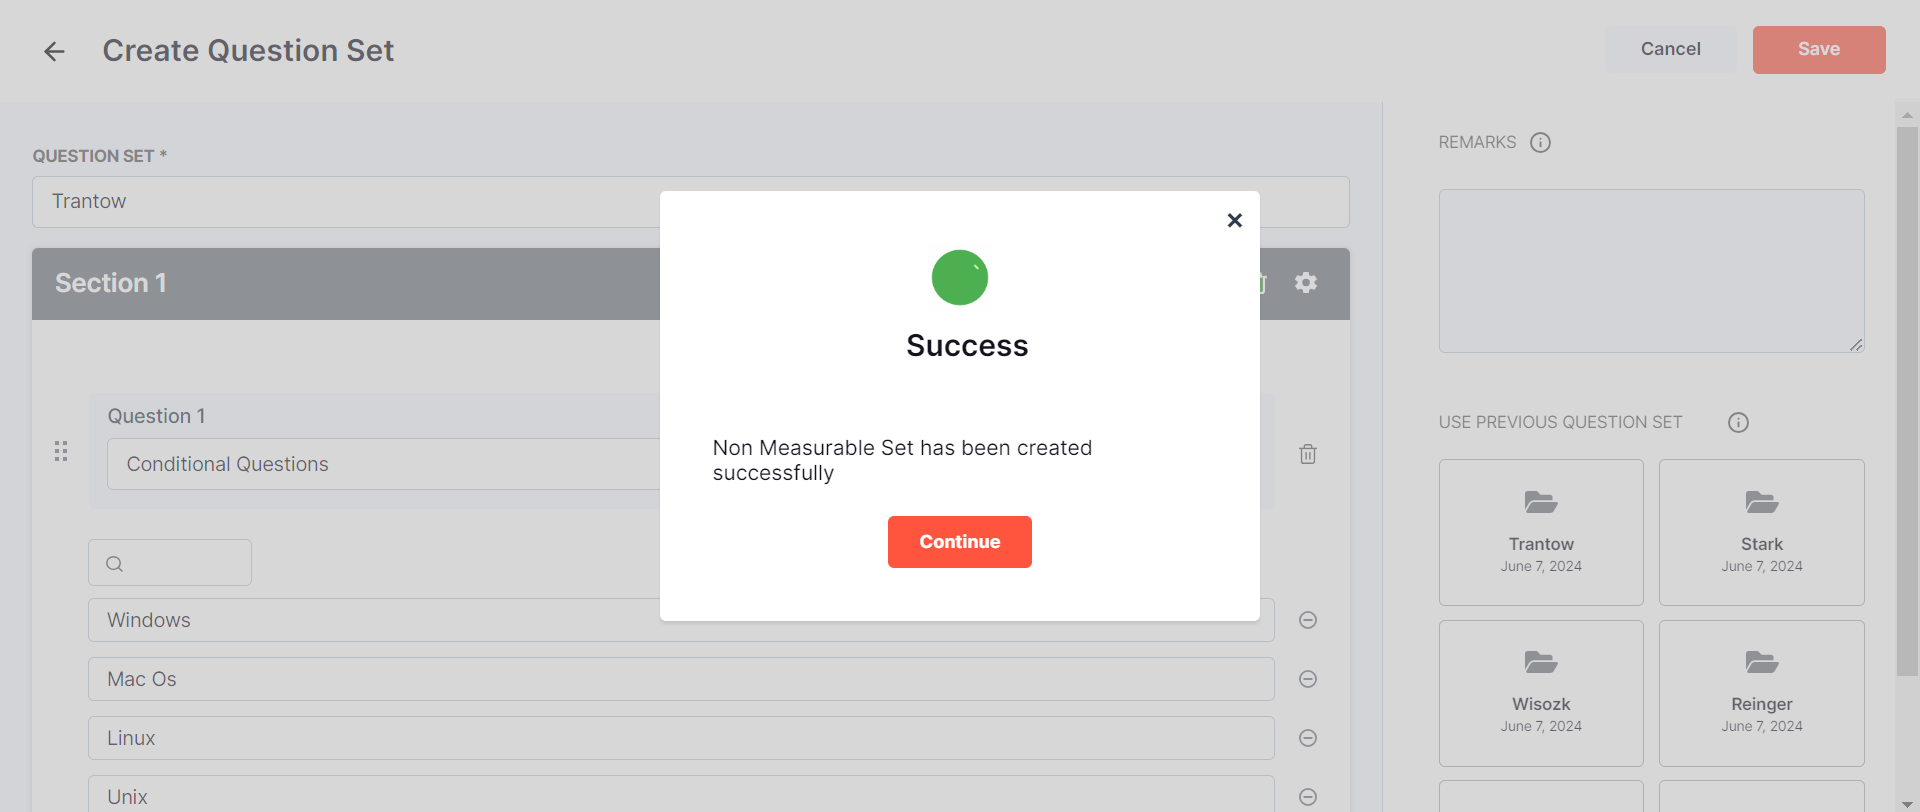 Create Question Set
Cancel
Save
QUESTION SET *
Trantow
Section 1
Question 1
Conditional Questions
Windows
Mac Os
Linux
Unix
Success
Non Measurable Set has been created
successfully
Continue
REMARKS
USE PREVIOUS QUESTION SET
Trantow
June 7, 2024
Stark
June 7, 2024
Wisozk
June 7, 2024
Reinger
June 7, 2024